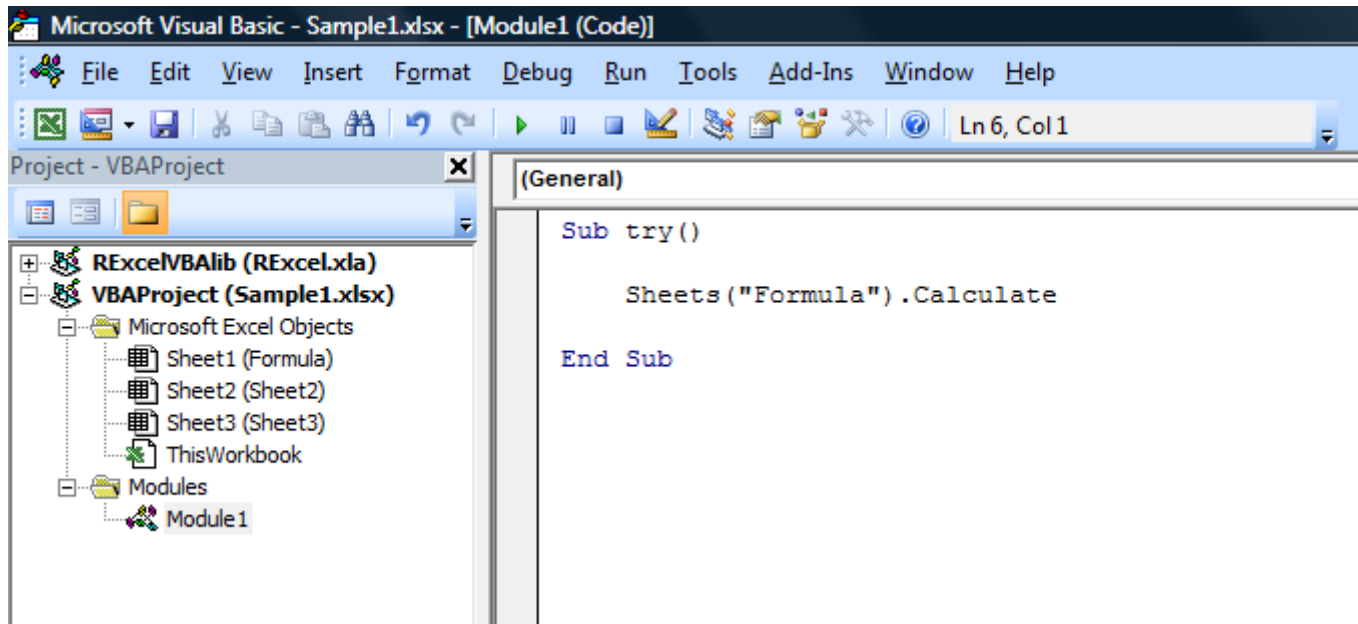 Microsoft Visual Basic - Sample1.xlsx - [Module1 (Code)]
File Edit View Insert Format Debug Run Tools Add-Ins Window Help
Ln 6, Col 1
Project - VBAProject
(General)
RExcelVBAlib (RExcel.xla)
VBAProject (Sample1.xlsx)
Microsoft Excel Objects
Sheet1 (Formula)
Sheet2 (Sheet2)
Sheet3 (Sheet3)
ThisWorkbook
Modules
Module1
Sub try()
Sheets("Formula").Calculate
End Sub